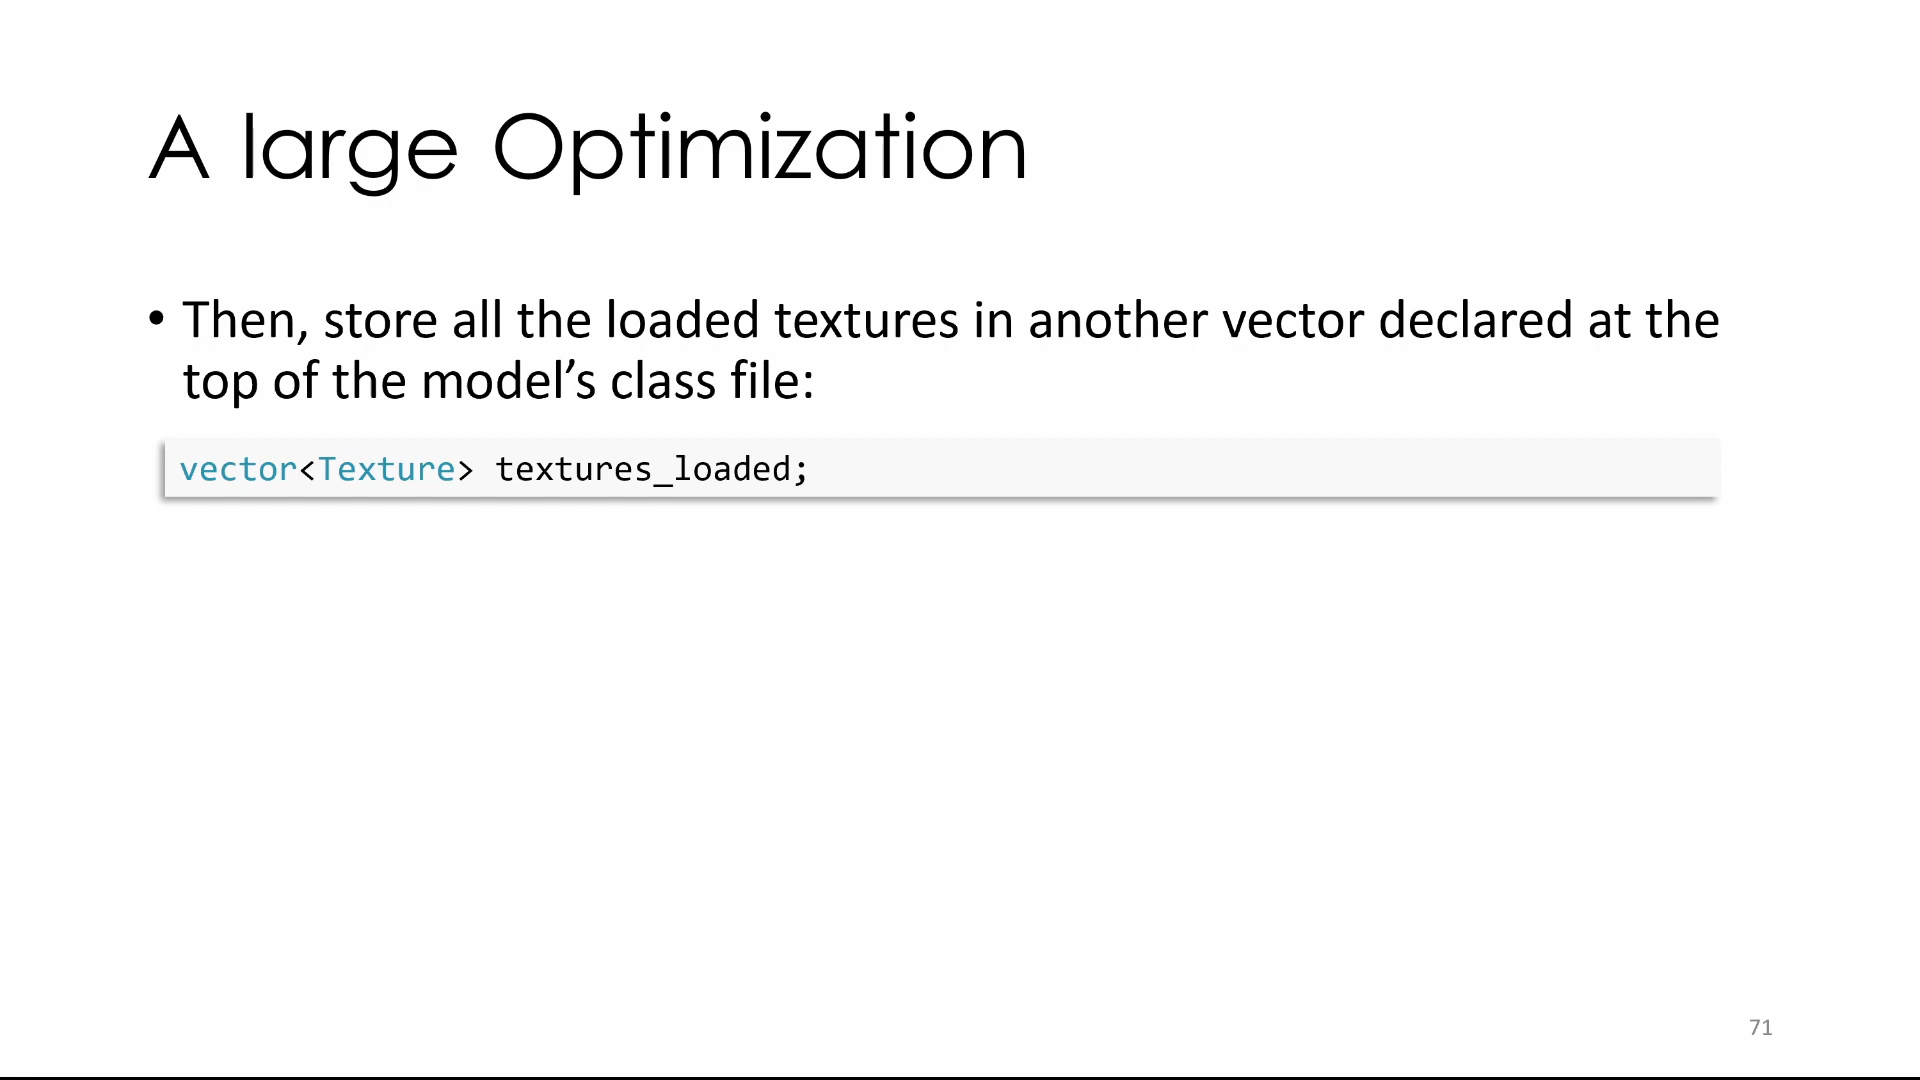 A large Optimization
• Then, store all the loaded textures in another vector declared at the
top of the model’s class file:
vector<Texture> textures_loaded;
71